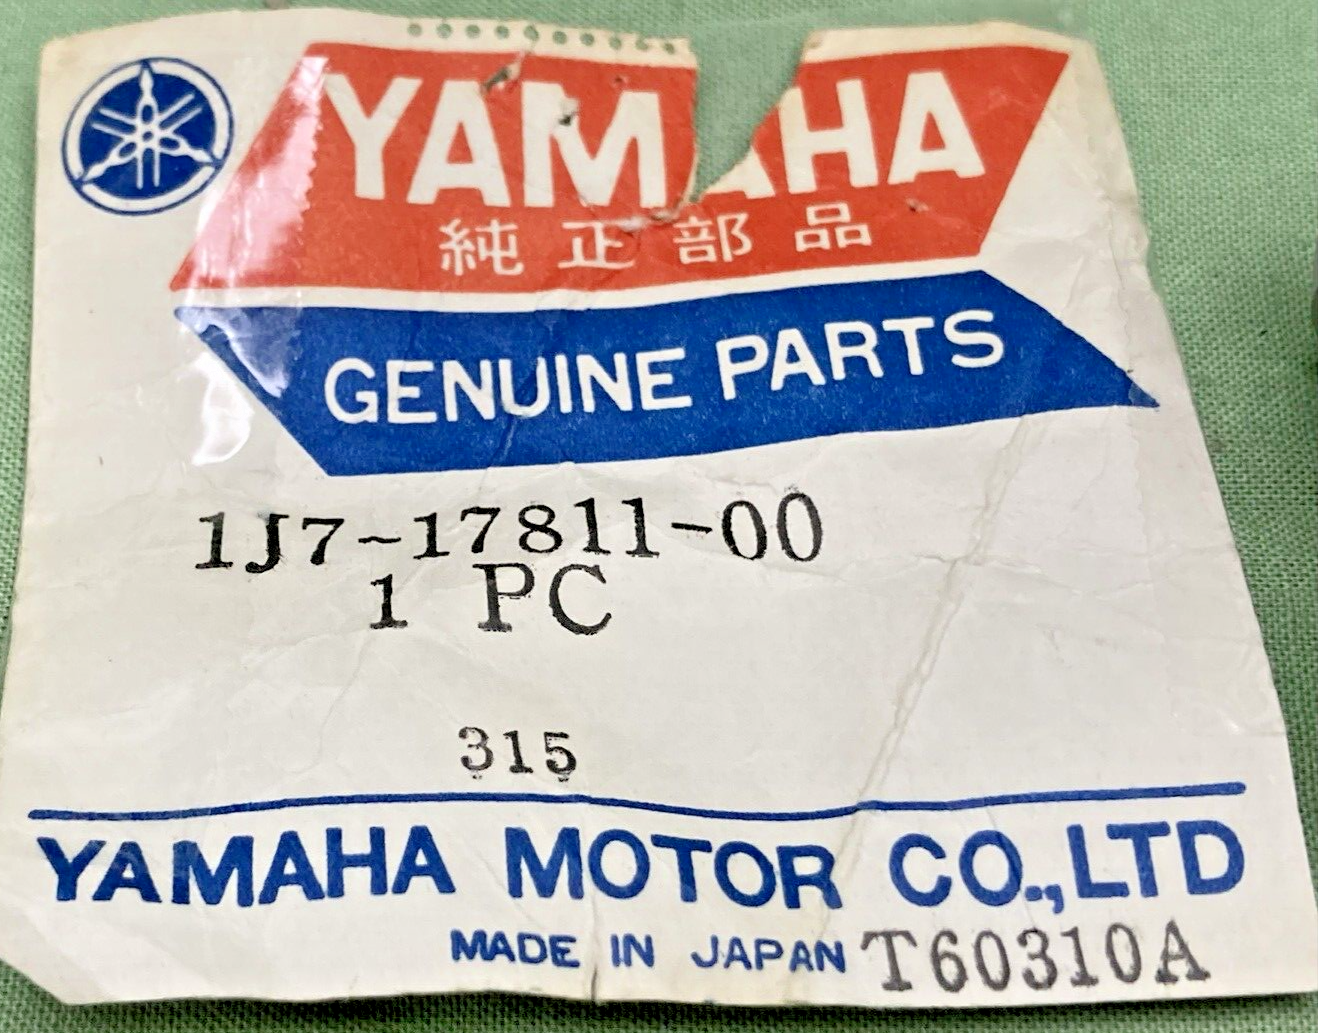 YAMAHA
純正部品
GENUINE PARTS
1J7-17811-00
1 PC
315
YAMAHA MOTOR CO.,LTD
MADE IN JAPAN T60310A